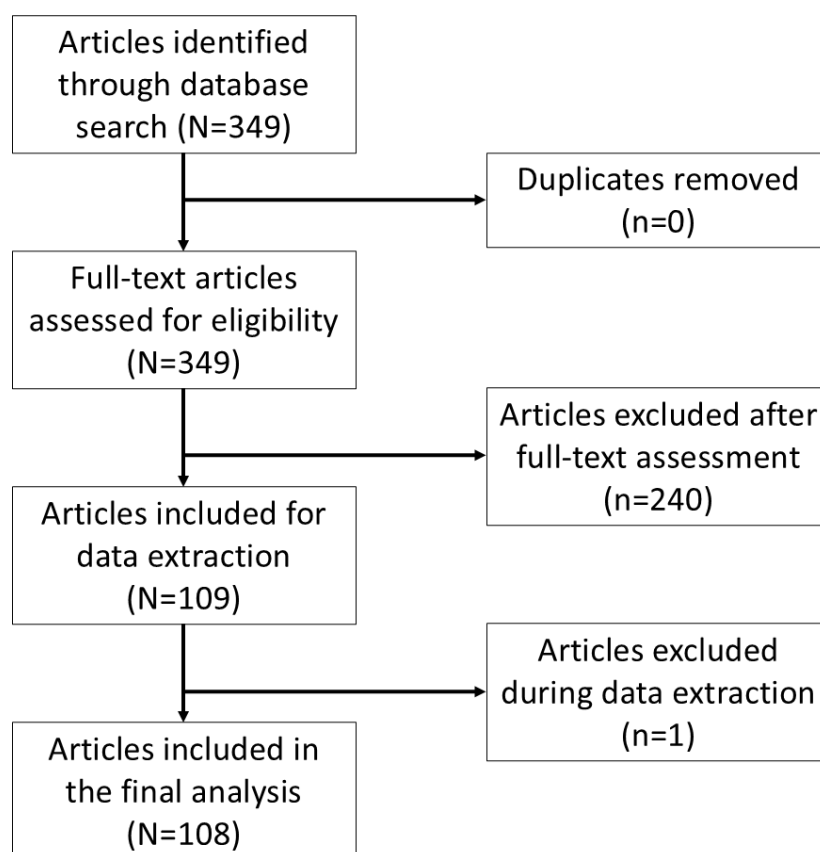 Articles identified
through database
search (N=349)
Duplicates removed
(n=0)
Full-text articles
assessed for eligibility
(N=349)
Articles excluded after
full-text assessment
(n=240)
Articles included for
data extraction
(N=109)
Articles excluded
during data extraction
(n=1)
Articles included in
the final analysis
(N=108)